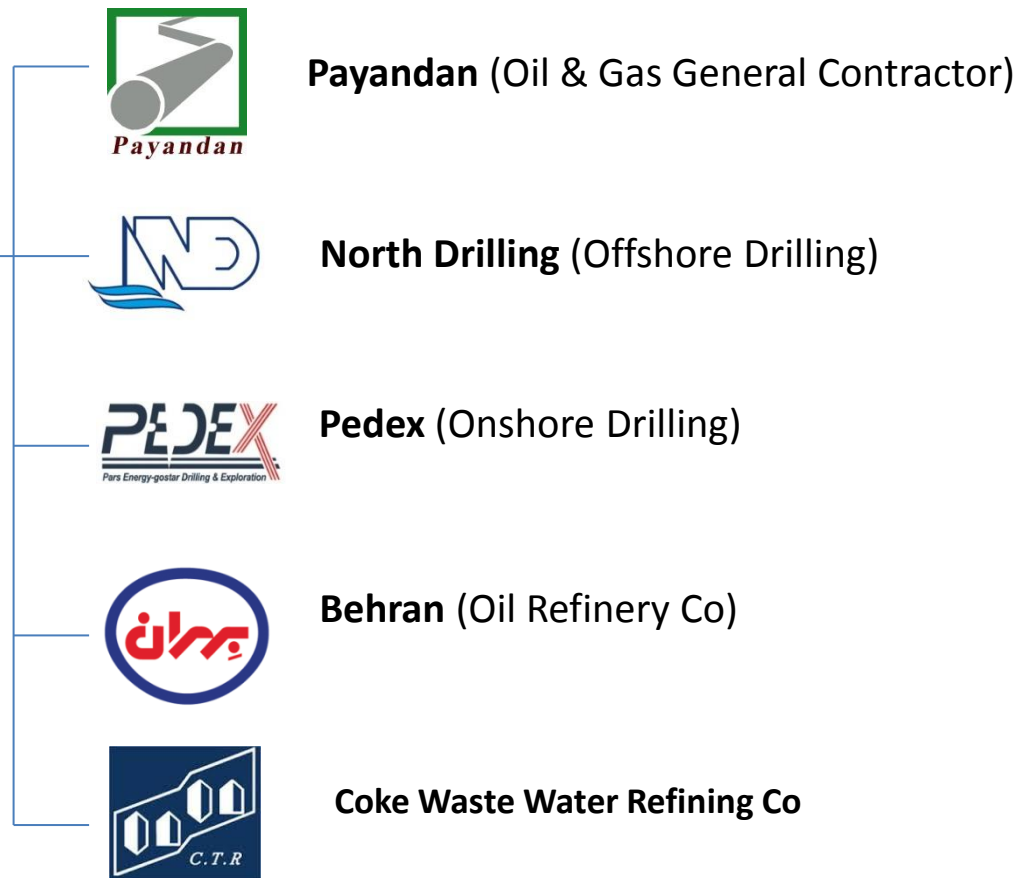 Payandan
Payandan (Oil & Gas General Contractor)
ND
North Drilling (Offshore Drilling)
PEDEX
Pars Energy-gostar Drilling & Exploration
Pedex (Onshore Drilling)
بهران
Behran (Oil Refinery Co)
C.T.R
Coke Waste Water Refining Co